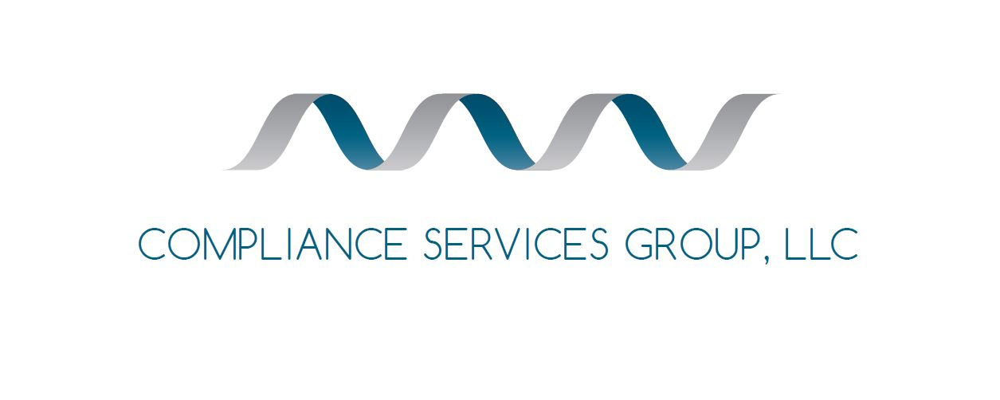 COMPLIANCE SERVICES GROUP, LLC